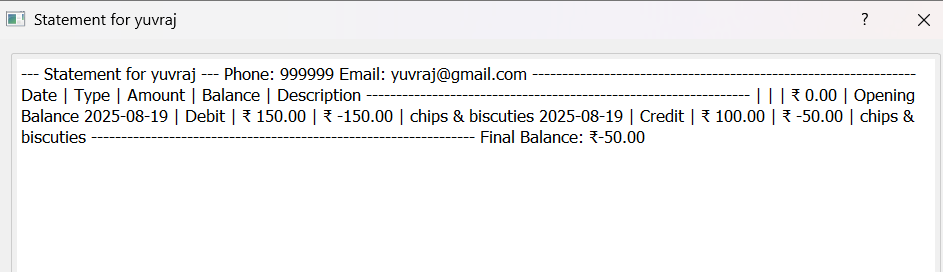 Statement for yuvraj
?
--- Statement for yuvraj --- Phone: 999999 Email: yuvraj@gmail.com ----------------------------------------------------------------
Date | Type | Amount | Balance | Description ---------------------------------------------------------------- | | | ₹ 0.00 | Opening
Balance 2025-08-19 | Debit | ₹ 150.00 | ₹ -150.00 | chips & biscuties 2025-08-19 | Credit | ₹ 100.00 | ₹ -50.00 | chips &
biscuties ---------------------------------------------------------------- Final Balance: ₹-50.00